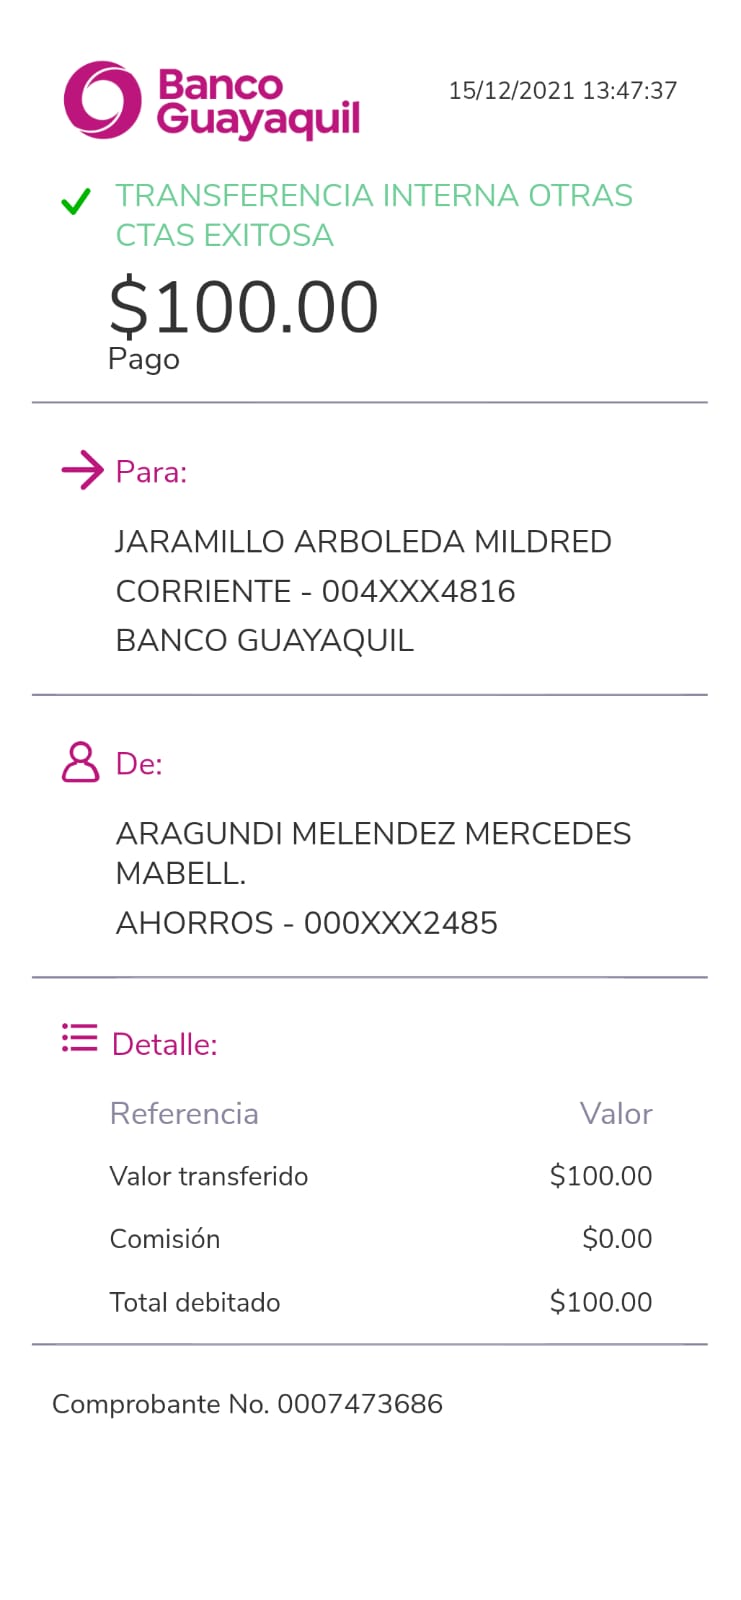 Banco
Guayaquil
15/12/2021 13:47:37
TRANSFERENCIA INTERNA OTRAS
CTAS EXITOSA
$100.00
Pago
Para:
JARAMILLO ARBOLEDA MILDRED
CORRIENTE - 004XXX4816
BANCO GUAYAQUIL
De:
ARAGUNDI MELENDEZ MERCEDES
MABELL.
AHORROS - 000XXX2485
Detalle:
Referencia Valor
Valor transferido $100.00
Comisión $0.00
Total debitado $100.00
Comprobante No. 0007473686